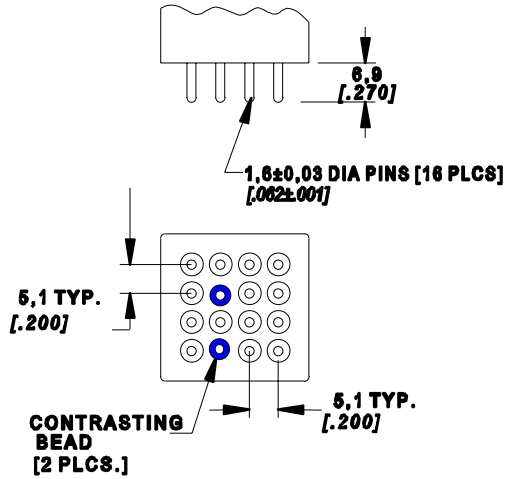 6,9
[.270]
1,6±0,03 DIA PINS [16 PLCS]
[.062±.001]
5,1 TYP.
[.200]
5,1 TYP.
[.200]
CONTRASTING
BEAD
[2 PLCS.]